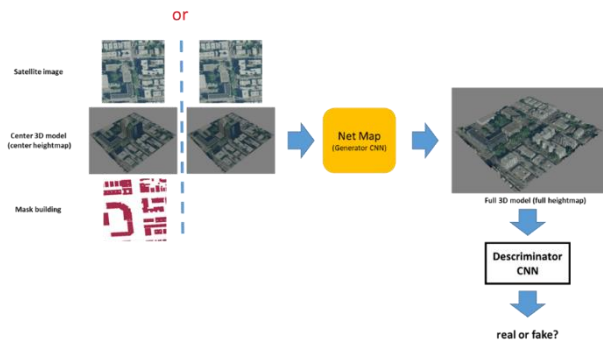 or
Satellite image
Center 3D model
(center heightmap)
Net Map
(Generator CNN)
Mask building
Full 3D model (full heightmap)
Descriminator
CNN
real or fake?